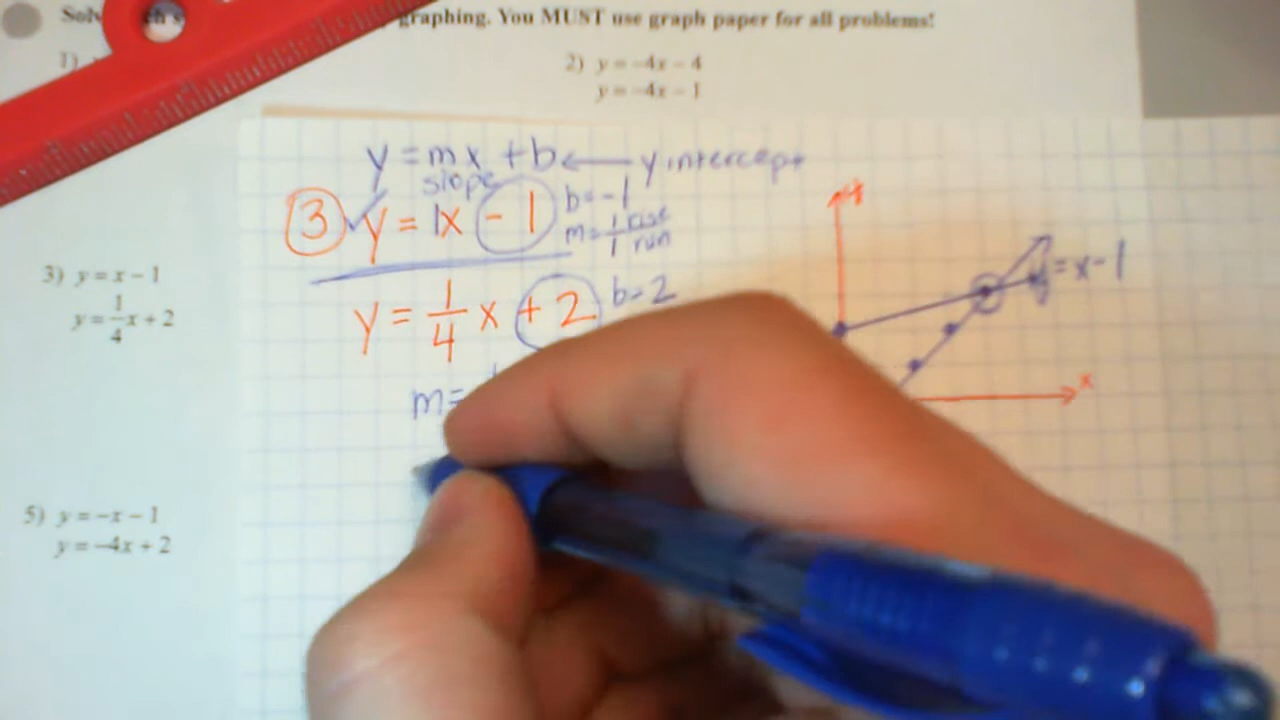 graphing. You MUST use graph paper for all problems!
1)
2) y = -4x - 4
y = -4x - 1
y = mx + b ← y intercept
slope
3 ✓ y = 1x - 1
b = -1
m = 1/1 rise/run
y = 1/4 x + 2
b = 2
m =
y
= x - 1
x
3) y = x - 1
y = 1/4 x + 2
5) y = -x - 1
y = -4x + 2